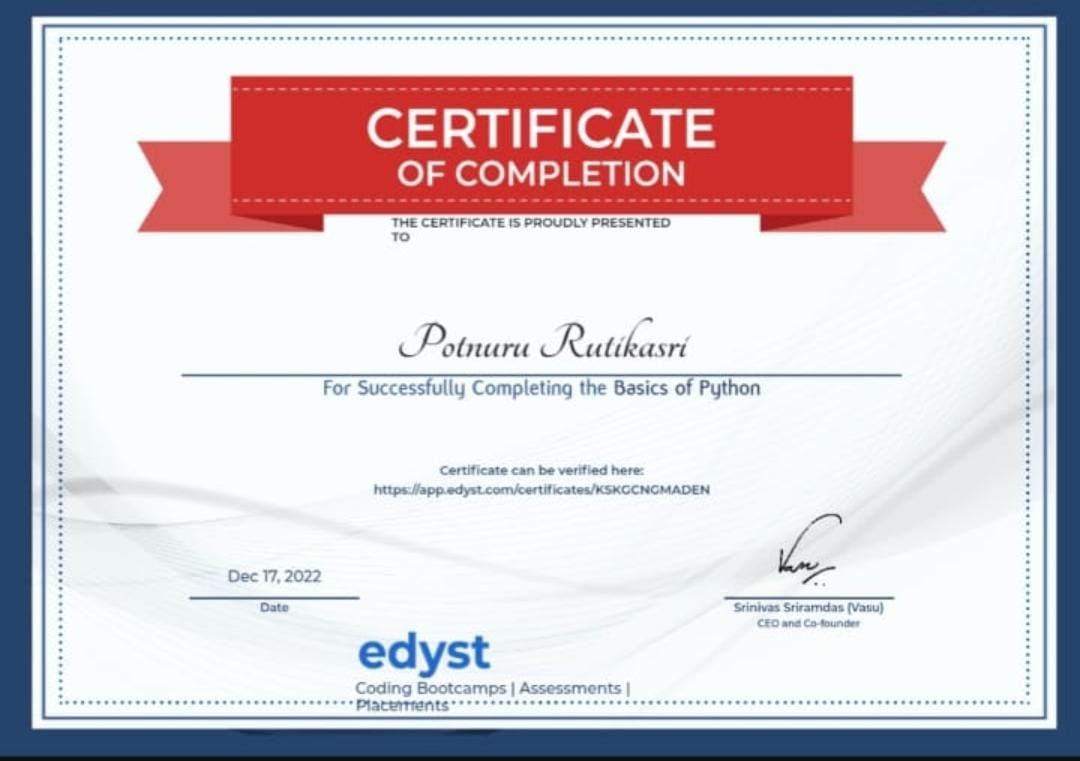 CERTIFICATE
OF COMPLETION
THE CERTIFICATE IS PROUDLY PRESENTED
TO
Potnuru Rutikasri
For Successfully Completing the Basics of Python
Certificate can be verified here:
https://app.edyst.com/certificates/KSKGCNGMADEN
Dec 17, 2022
Date
Vasu
Srinivas Sriramdas (Vasu)
CEO and Co-founder
edyst
Coding Bootcamps | Assessments |
Placements